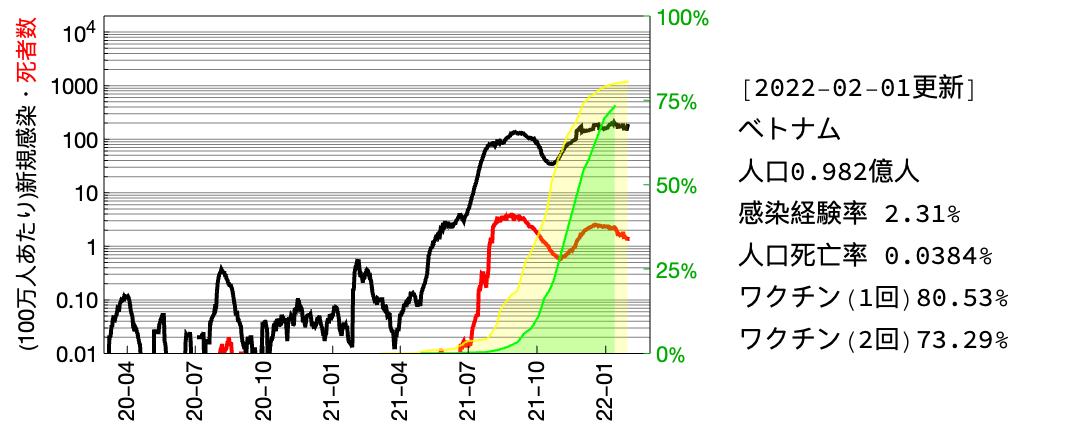 (100万人あたり)新規感染・死者数
10^4
1000
100
10
1
0.10
0.01
100%
75%
50%
25%
0%
20-04
20-07
20-10
21-01
21-04
21-07
21-10
22-01
[2022-02-01更新]
ベトナム
人口0.982億人
感染経験率 2.31%
人口死亡率 0.0384%
ワクチン(1回)80.53%
ワクチン(2回)73.29%